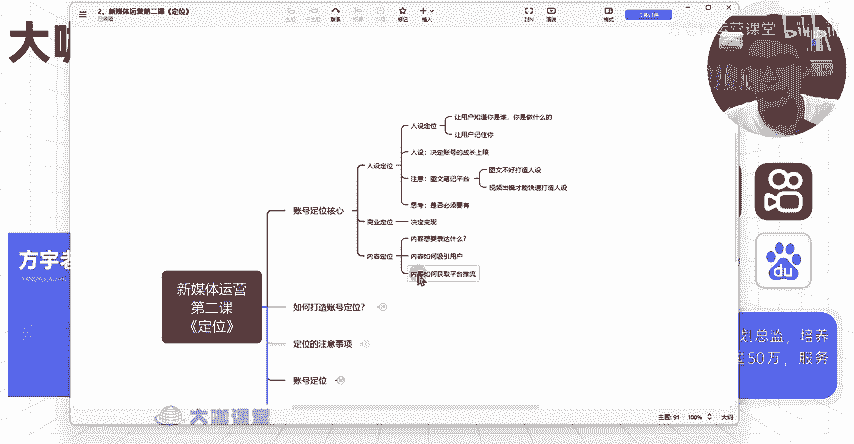 2、新媒体运营第二课《定位》
大
营课堂 bilibili
人设定位
让用户知道你是谁，你是做什么的
让用户记住你
人设：决定账号的成长上限
人设定位
注意：图文笔记平台
图文不好打造人设
视频出镜才能快速打造人设
思考：是否必须要有
账号定位核心
商业定位
决定变现
内容定位
内容想要表达什么？
内容如何吸引用户
内容如何获取平台推流
新媒体运营
第二课
《定位》
如何打造账号定位？
定位的注意事项
账号定位
方宇老
du
划总监，培养
50万，服务
大咖课堂
主题: 91
100%
大纲